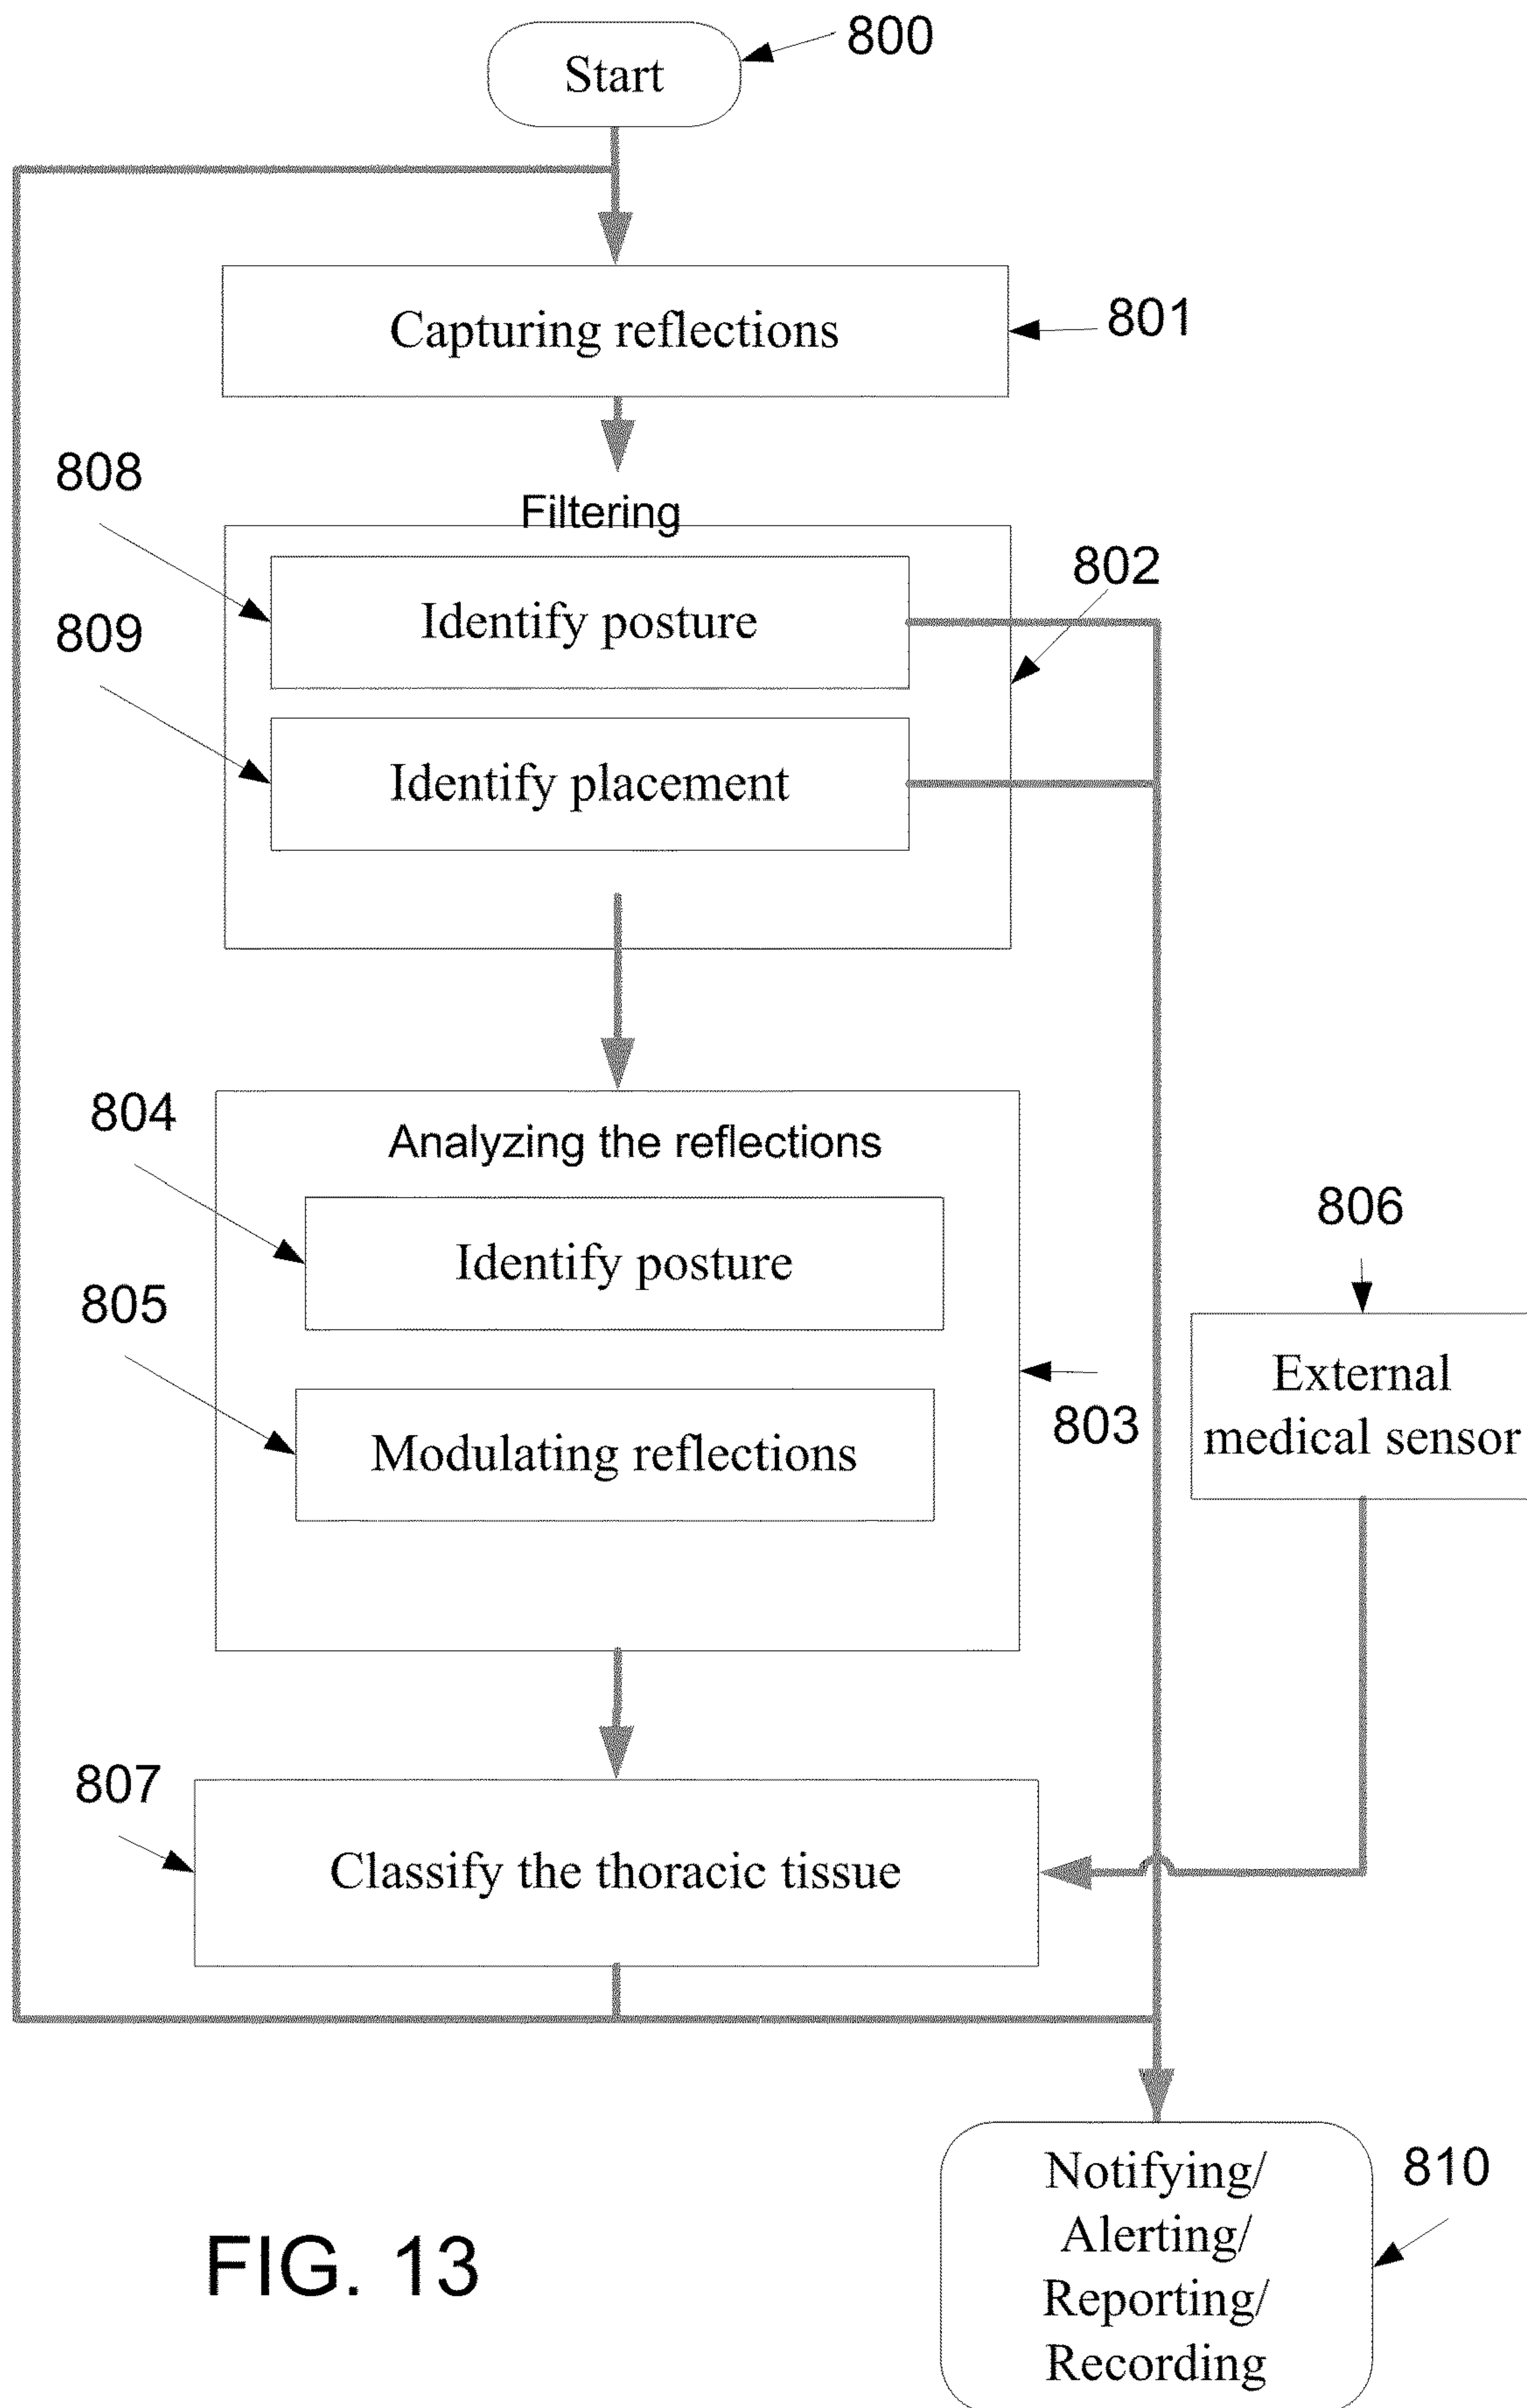 800
Start
Capturing reflections
801
808
Filtering
802
Identify posture
809
Identify placement
804
Analyzing the reflections
Identify posture
806
805
External
medical sensor
803
Modulating reflections
807
Classify the thoracic tissue
Notifying/
Alerting/
Reporting/
Recording
810
FIG. 13